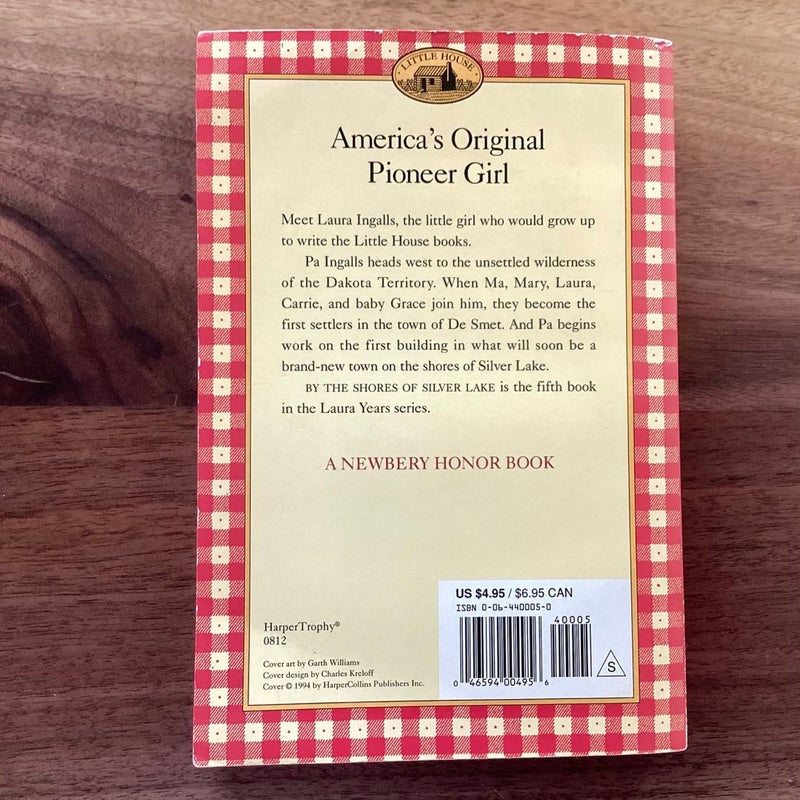 LITTLE HOUSE
America's Original
Pioneer Girl
Meet Laura Ingalls, the little girl who would grow up
to write the Little House books.
Pa Ingalls heads west to the unsettled wilderness
of the Dakota Territory. When Ma, Mary, Laura,
Carrie, and baby Grace join him, they become the
first settlers in the town of De Smet. And Pa begins
work on the first building in what will soon be a
brand-new town on the shores of Silver Lake.
BY THE SHORES OF SILVER LAKE is the fifth book
in the Laura Years series.
A NEWBERY HONOR BOOK
US $4.95 / $6.95 CAN
ISBN 0-06-440005-0
40005
0 46594 00495 6
S
HarperTrophy®
0812
Cover art by Garth Williams
Cover design by Charles Kreloff
Cover © 1994 by HarperCollins Publishers Inc.